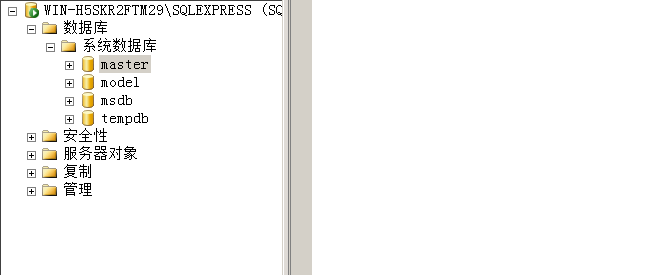 WIN-H5SKR2FTM29\SQLEXPRESS (SQ
数据库
系统数据库
master
model
msdb
tempdb
安全性
服务器对象
复制
管理